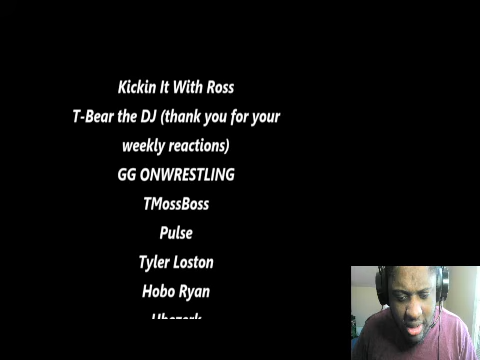 Kickin It With Ross
T-Bear the DJ (thank you for your
weekly reactions)
GG ONWRESTLING
TMossBoss
Pulse
Tyler Loston
Hobo Ryan